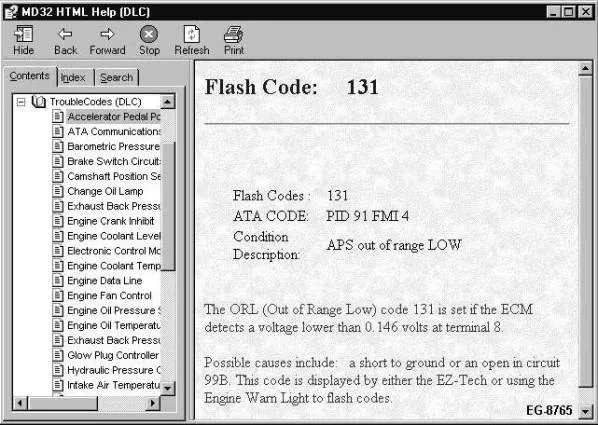 MD32 HTML Help (DLC)
Hide Back Forward Stop Refresh Print
Contents Index Search
TroubleCodes (DLC)
Accelerator Pedal Po
ATA Communications
Barometric Pressure
Brake Switch Circuit
Camshaft Position Se
Change Oil Lamp
Exhaust Back Pressu
Engine Crank Inhibit
Engine Coolant Level
Electronic Control Mo
Engine Coolant Temp
Engine Data Line
Engine Fan Control
Engine Oil Pressure S
Engine Oil Temperatu
Exhaust Back Pressu
Glow Plug Controller
Hydraulic Pressure C
Intake Air Temperatu
Flash Code: 131
Flash Codes : 131
ATA CODE: PID 91 FMI 4
Condition
Description: APS out of range LOW
The ORL (Out of Range Low) code 131 is set if the ECM
detects a voltage lower than 0.146 volts at terminal 8.
Possible causes include: a short to ground or an open in circuit
99B. This code is displayed by either the EZ-Tech or using the
Engine Warn Light to flash codes.
EG-8765